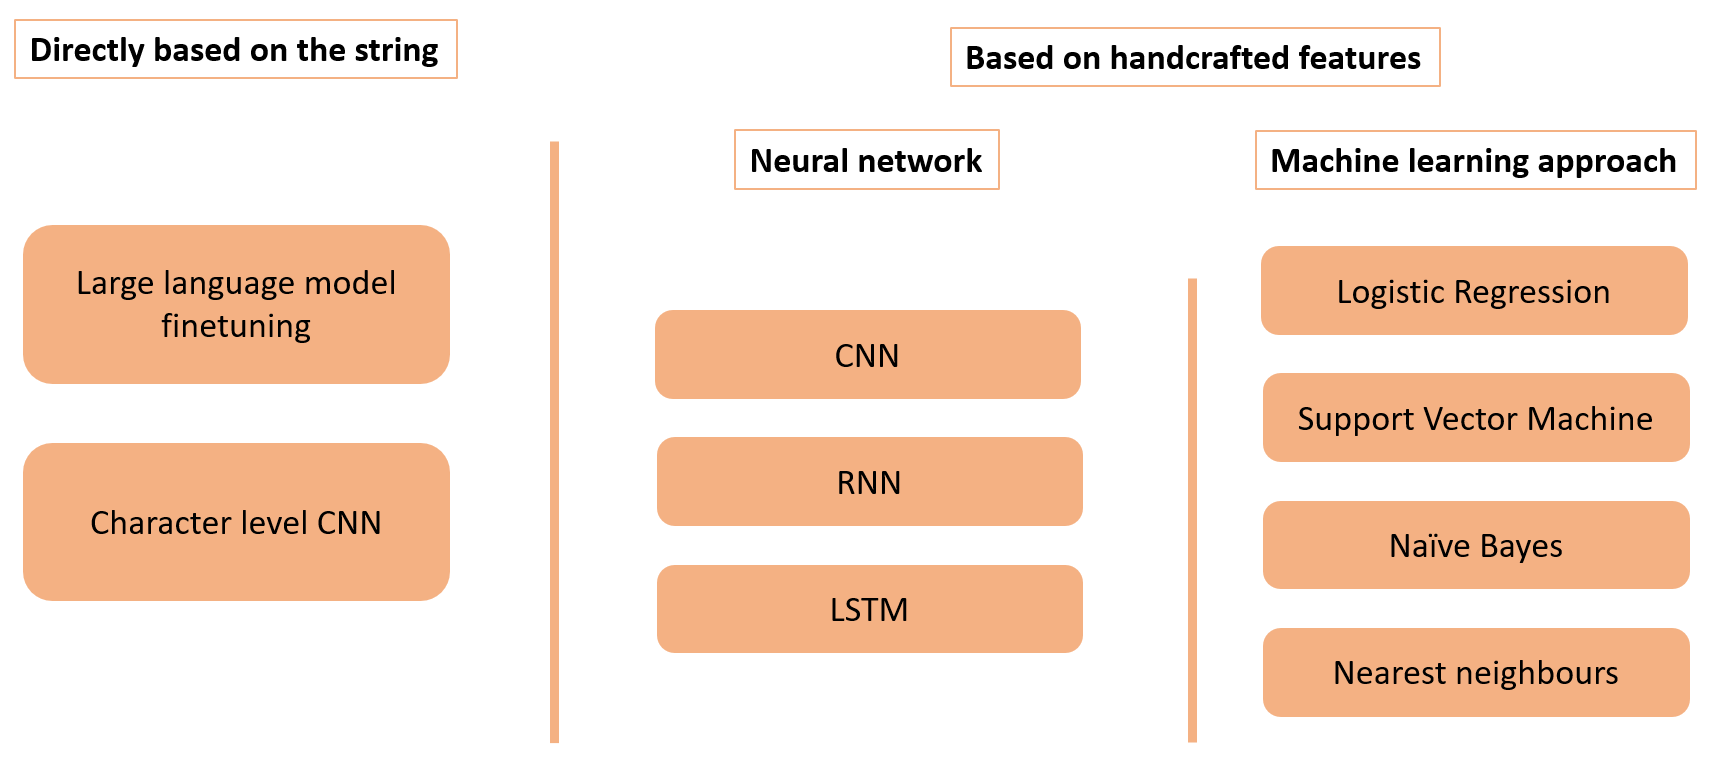 Directly based on the string
Based on handcrafted features
Neural network
Machine learning approach
Large language model
finetuning
Character level CNN
CNN
RNN
LSTM
Logistic Regression
Support Vector Machine
Naïve Bayes
Nearest neighbours